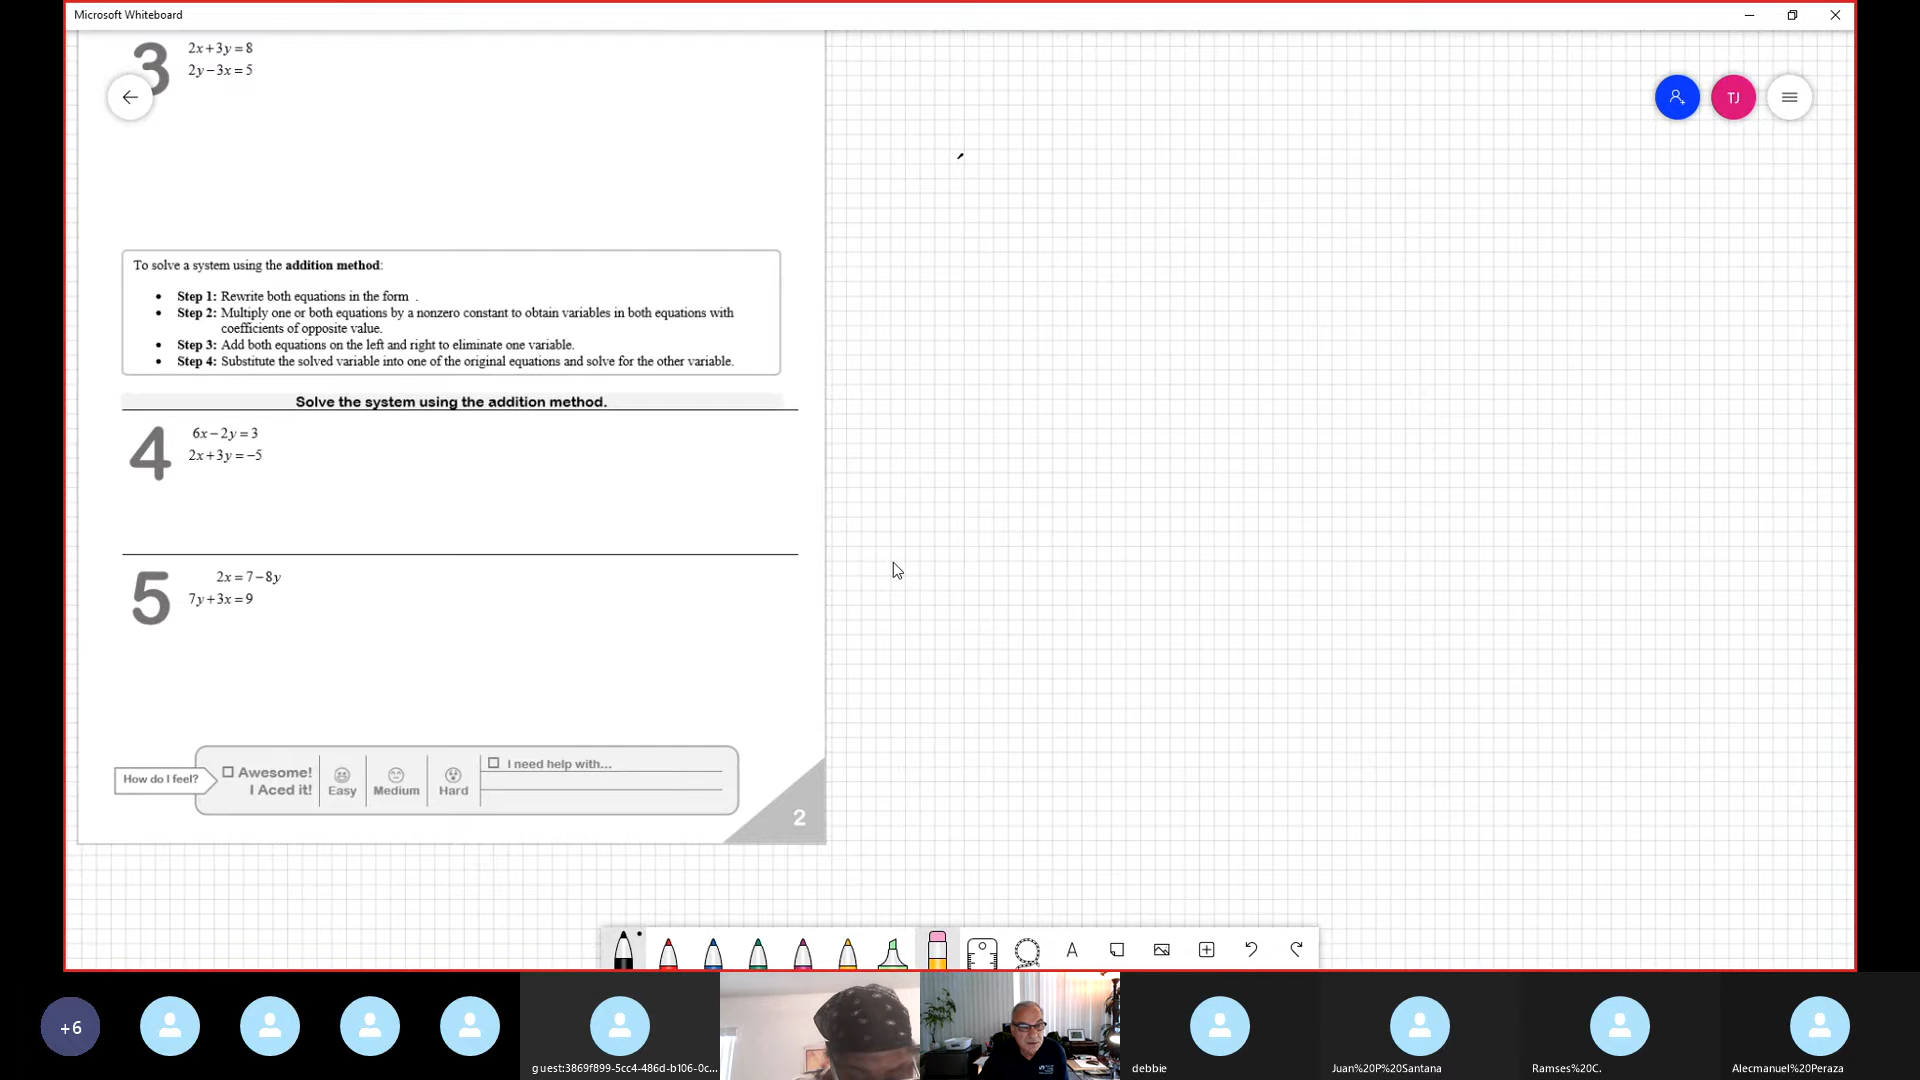 Microsoft Whiteboard
3
2x+3y=8
2y−3x=5
TJ
To solve a system using the addition method:
• Step 1: Rewrite both equations in the form .
• Step 2: Multiply one or both equations by a nonzero constant to obtain variables in both equations with
coefficients of opposite value.
• Step 3: Add both equations on the left and right to eliminate one variable.
• Step 4: Substitute the solved variable into one of the original equations and solve for the other variable.
Solve the system using the addition method.
4
6x−2y=3
2x+3y=−5
5
2x=7−8y
7y+3x=9
How do I feel?
Awesome!
I Aced it!
Easy
Medium
Hard
I need help with...
2
A
+6
guest:3869f899-5cc4-486d-b106-0c...
debbie
Juan%20P%20Santana
Ramses%20C.
Alecmanuel%20Peraza